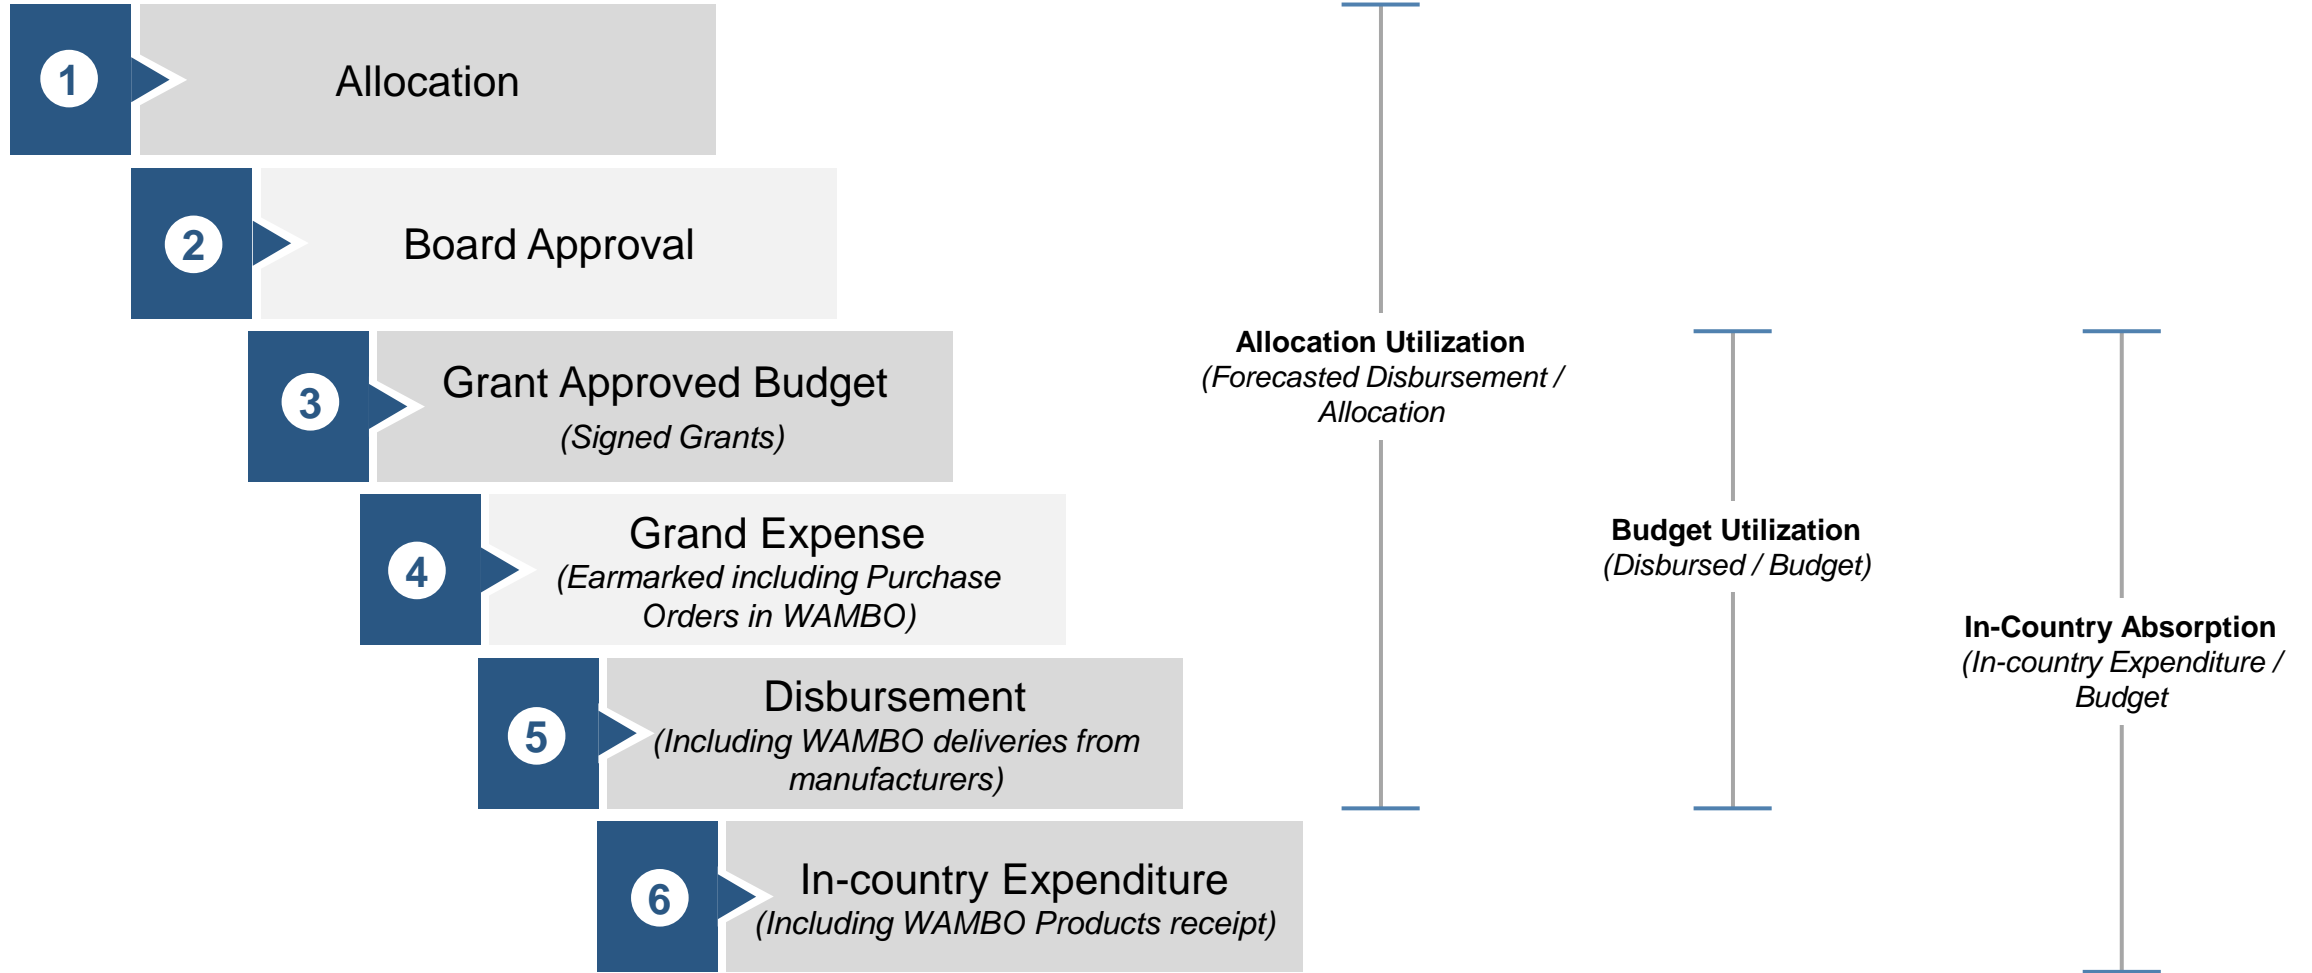 1
Allocation
2
Board Approval
3
Grant Approved Budget
(Signed Grants)
4
Grand Expense
(Earmarked including Purchase
Orders in WAMBO)
5
Disbursement
(Including WAMBO deliveries from
manufacturers)
6
In-country Expenditure
(Including WAMBO Products receipt)
Allocation Utilization
(Forecasted Disbursement /
Allocation
Budget Utilization
(Disbursed / Budget)
In-Country Absorption
(In-country Expenditure /
Budget